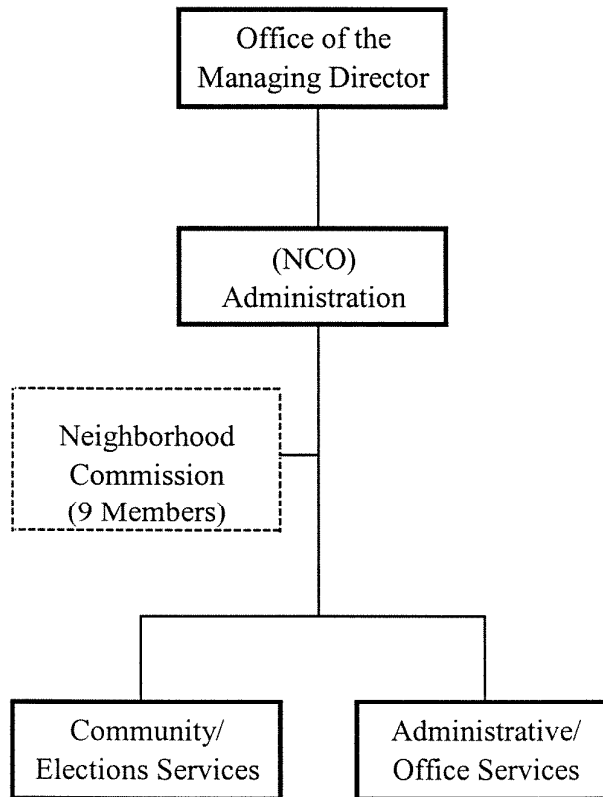 Office of the
Managing Director
(NCO)
Administration
Neighborhood
Commission
(9 Members)
Community/
Elections Services
Administrative/
Office Services